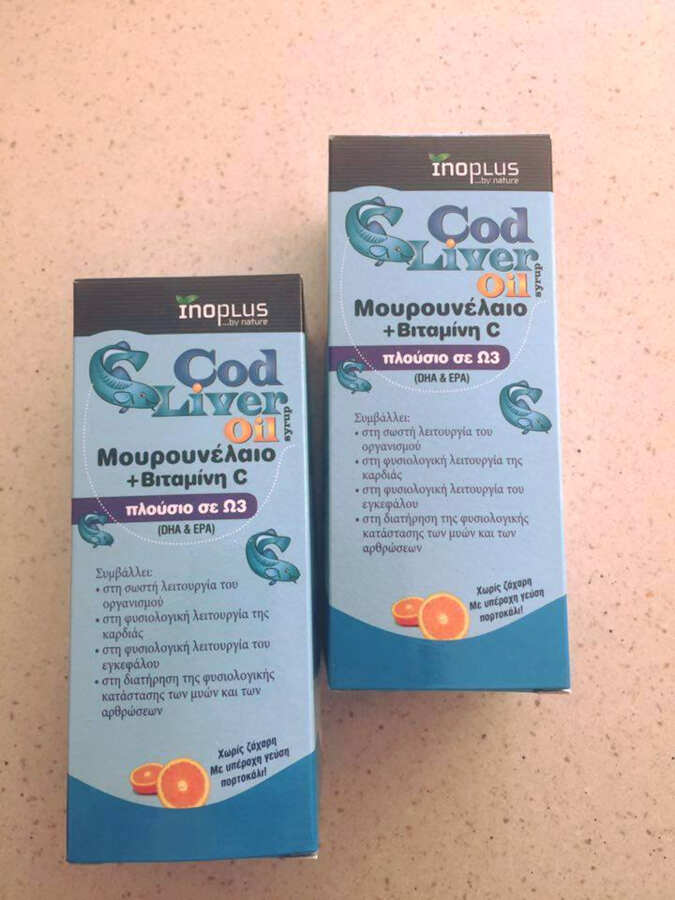 inoplus
...by nature
Cod
Liver
Oil
syrup
Μουρουνέλαιο
+Βιταμίνη C
πλούσιο σε Ω3
(DHA & EPA)
Συμβάλλει:
• στη σωστή λειτουργία του
οργανισμού
• στη φυσιολογική λειτουργία της
καρδιάς
• στη φυσιολογική λειτουργία του
εγκεφάλου
• στη διατήρηση της φυσιολογικής
κατάστασης των μυών και των
αρθρώσεων
Χωρίς ζάχαρη
Με υπέροχη γεύση
πορτοκάλι!
inoplus
...by nature
Cod
Liver
Oil
syrup
Μουρουνέλαιο
+Βιταμίνη C
πλούσιο σε Ω3
(DHA & EPA)
Συμβάλλει:
• στη σωστή λειτουργία του
οργανισμού
• στη φυσιολογική λειτουργία της
καρδιάς
• στη φυσιολογική λειτουργία του
εγκεφάλου
• στη διατήρηση της φυσιολογικής
κατάστασης των μυών και των
αρθρώσεων
Χωρίς ζάχαρη
Με υπέροχη γεύση
πορτοκάλι!